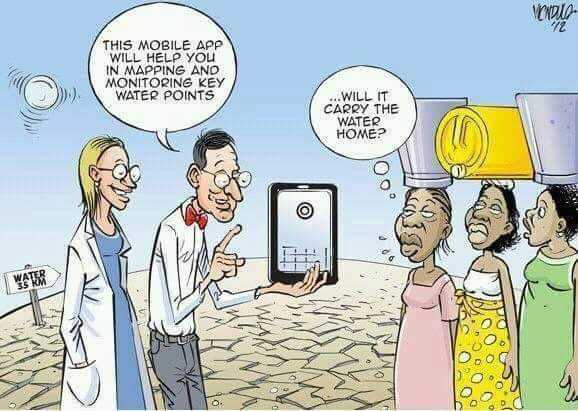 THIS MOBILE APP
WILL HELP YOU
IN MAPPING AND
MONITORING KEY
WATER POINTS
...WILL IT
CARRY THE
WATER
HOME?
WATER
35 KM
'12